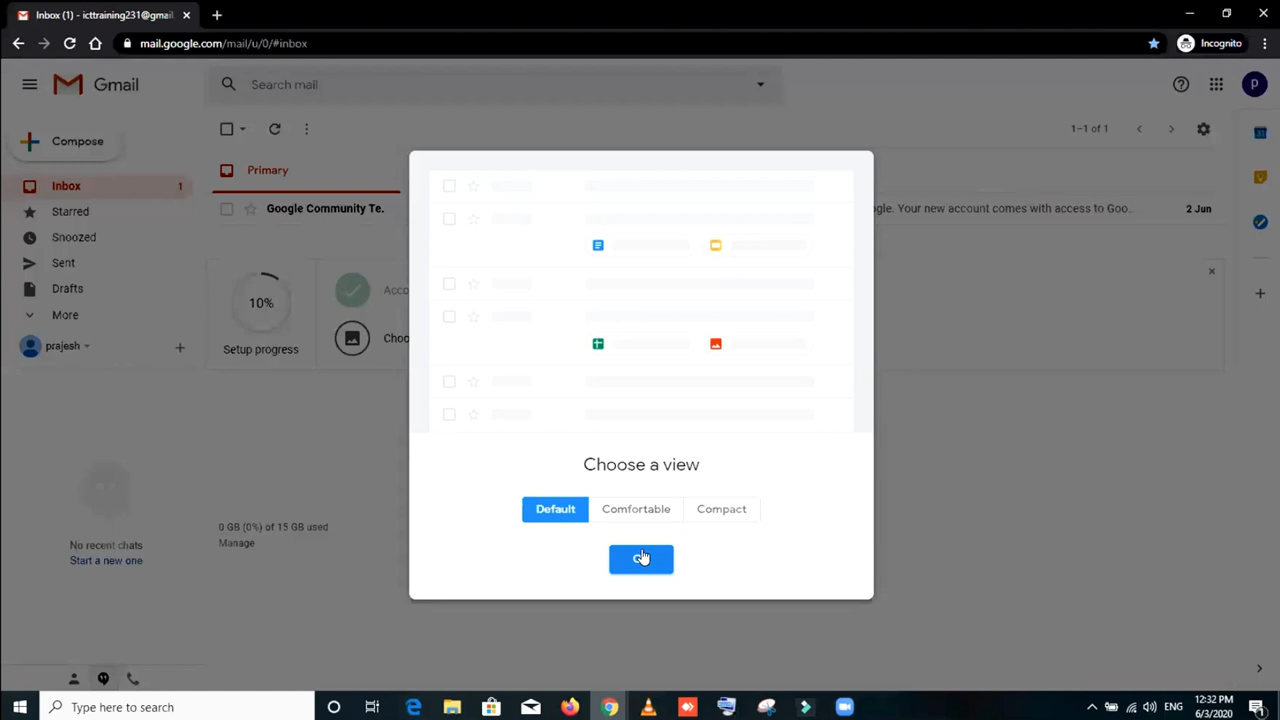 Inbox (1) - icttraining231@gmail
mail.google.com/mail/u/0/#inbox
Incognito
Gmail
Search mail
P
Compose
1–1 of 1
Inbox 1
Primary
Starred
Google Community Te.
gle. Your new account comes with access to Goo... 2 Jun
Snoozed
Sent
Drafts
More
10%
Setup progress
prajesh
Choose a view
Default Comfortable Compact
0 GB (0%) of 15 GB used
Manage
No recent chats
Start a new one
Type here to search
ENG
12:32 PM
6/3/2020